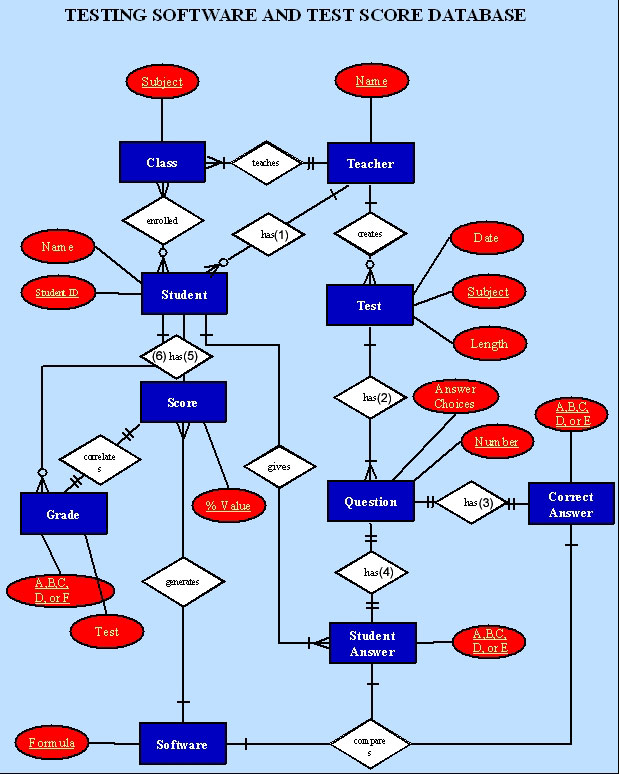 TESTING SOFTWARE AND TEST SCORE DATABASE
Subject
Name
Class
teaches
Teacher
enrolled
has(1)
creates
Name
Date
Student ID
Student
Test
Subject
Length
(6) has(5)
Answer
Choices
Score
has(2)
A,B,C,
D, or E
Number
correlate
s
gives
% Value
Question
has(3)
Correct
Answer
Grade
A,B,C,
D, or F
generates
has(4)
Test
Student
Answer
A,B,C,
D, or E
Formula
Software
compare
s